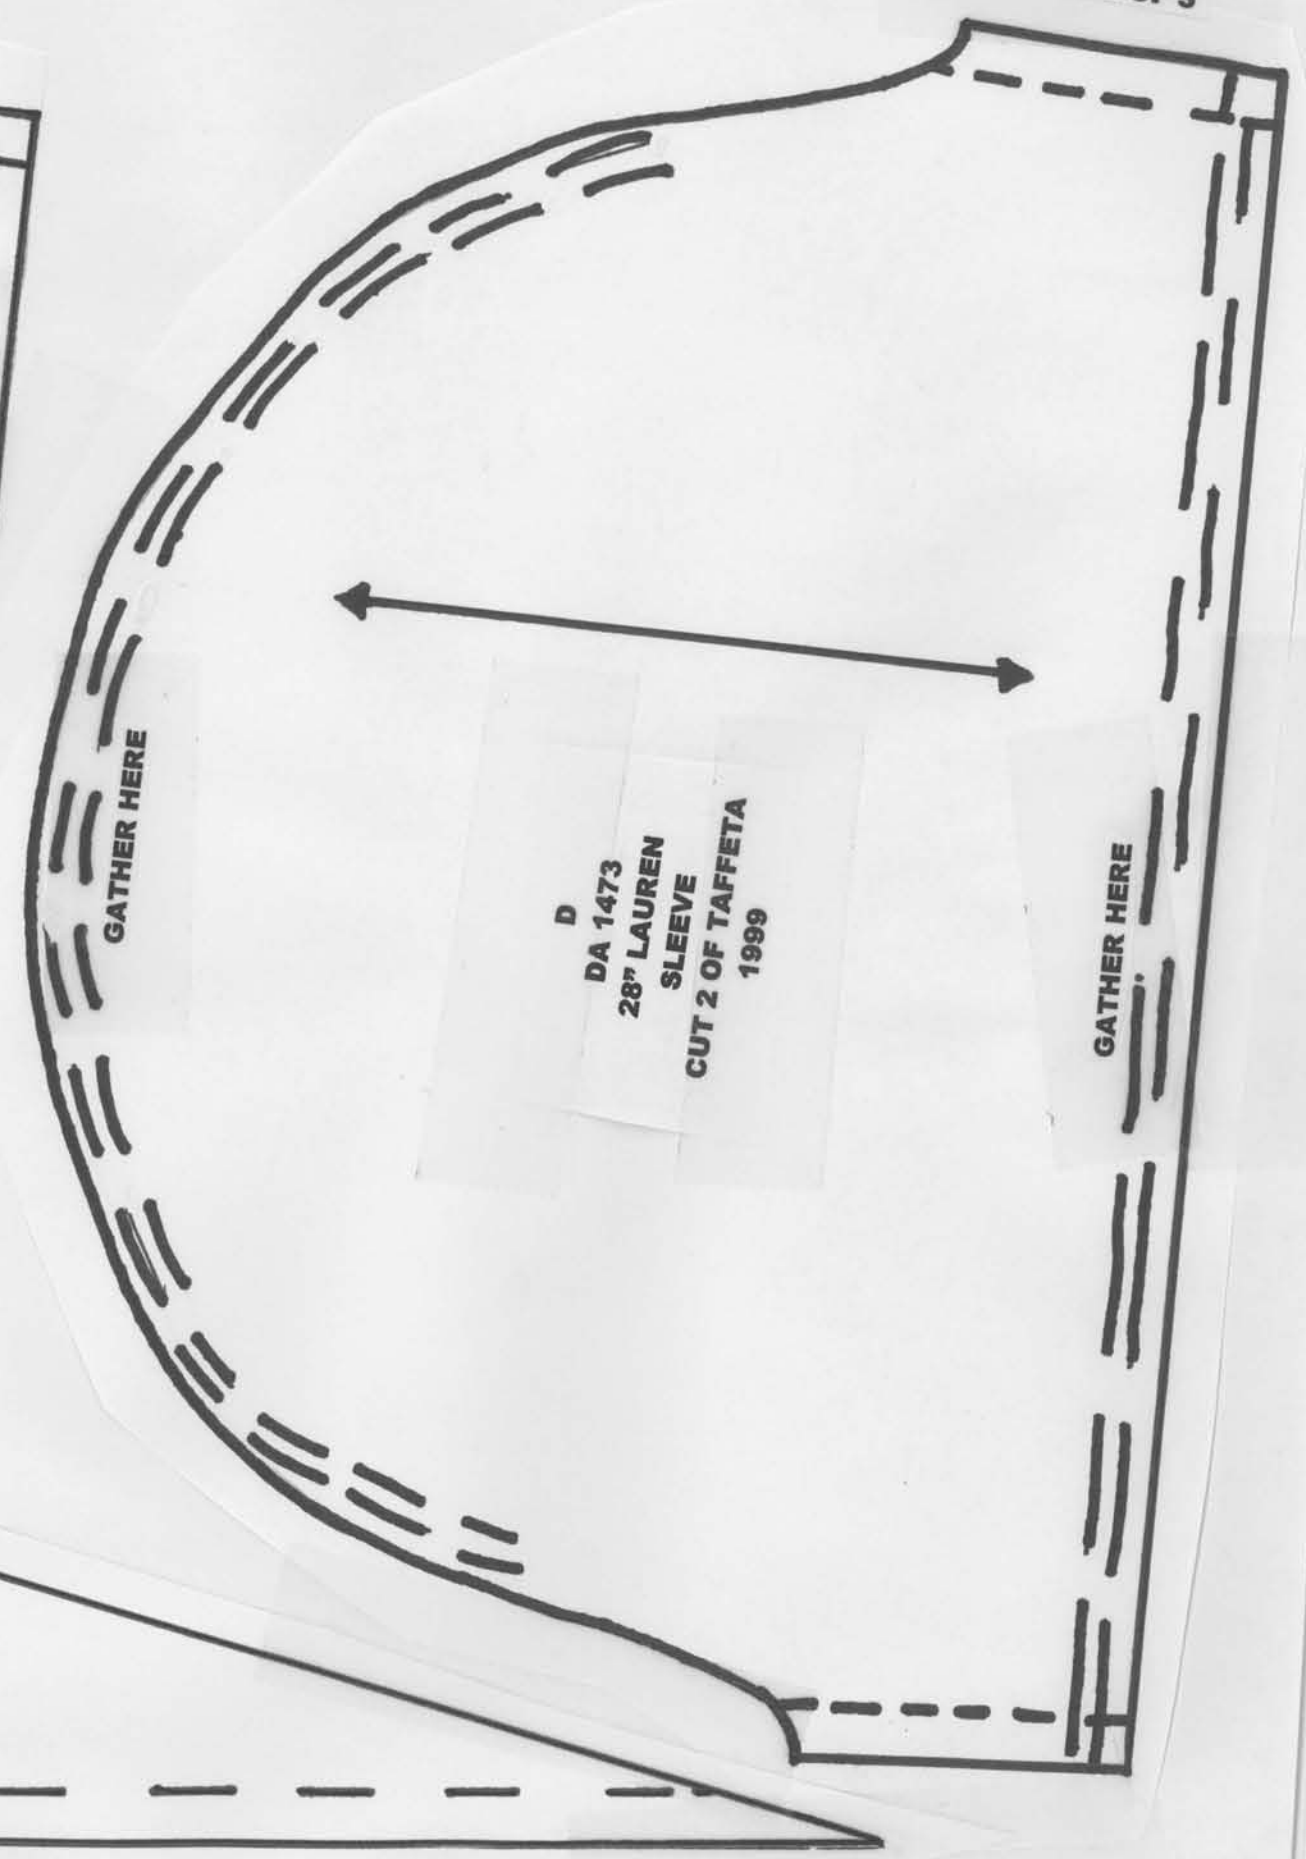 GATHER HERE
D
DA 1473
28" LAUREN
SLEEVE
CUT 2 OF TAFFETA
1999
GATHER HERE